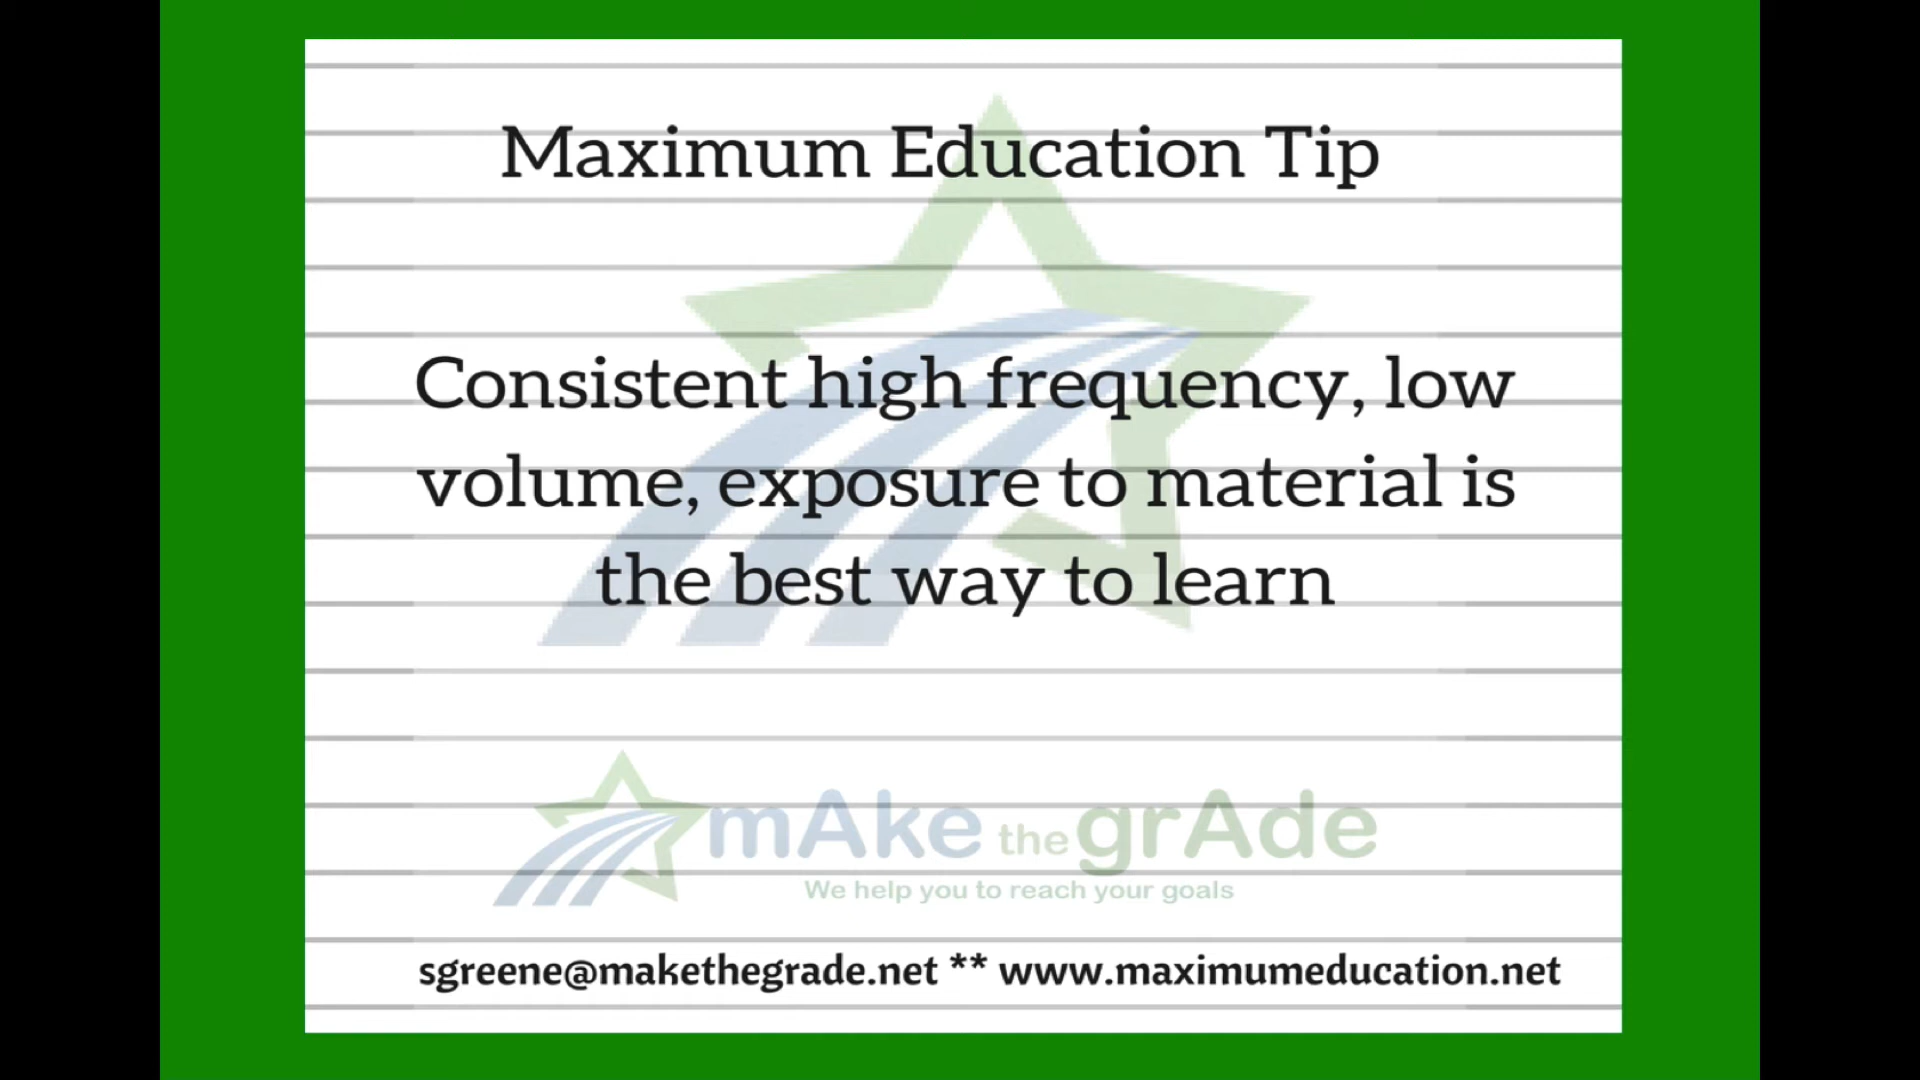 Maximum Education Tip
Consistent high frequency, low
volume, exposure to material is
the best way to learn
mAke the grAde
We help you to reach your goals
sgreene@makethegrade.net ** www.maximumeducation.net